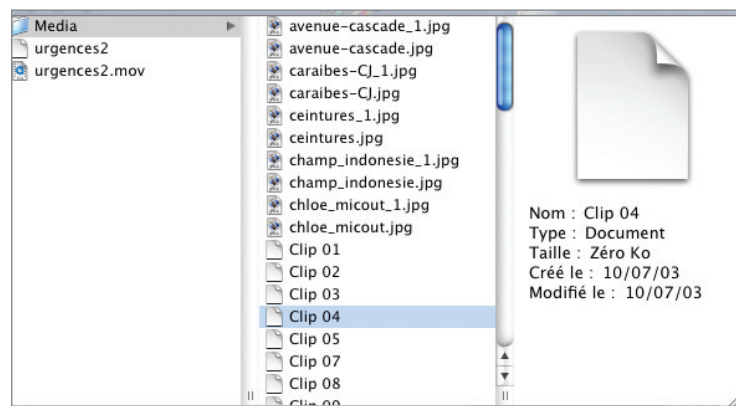 Media
urgences2
urgences2.mov
avenue-cascade_1.jpg
avenue-cascade.jpg
caraibes-CJ_1.jpg
caraibes-CJ.jpg
ceintures_1.jpg
ceintures.jpg
champ_indonesie_1.jpg
champ_indonesie.jpg
chloe_micout_1.jpg
chloe_micout.jpg
Clip 01
Clip 02
Clip 03
Clip 04
Clip 05
Clip 07
Clip 08
Clip 09
Nom : Clip 04
Type : Document
Taille : Zéro Ko
Créé le : 10/07/03
Modifié le : 10/07/03